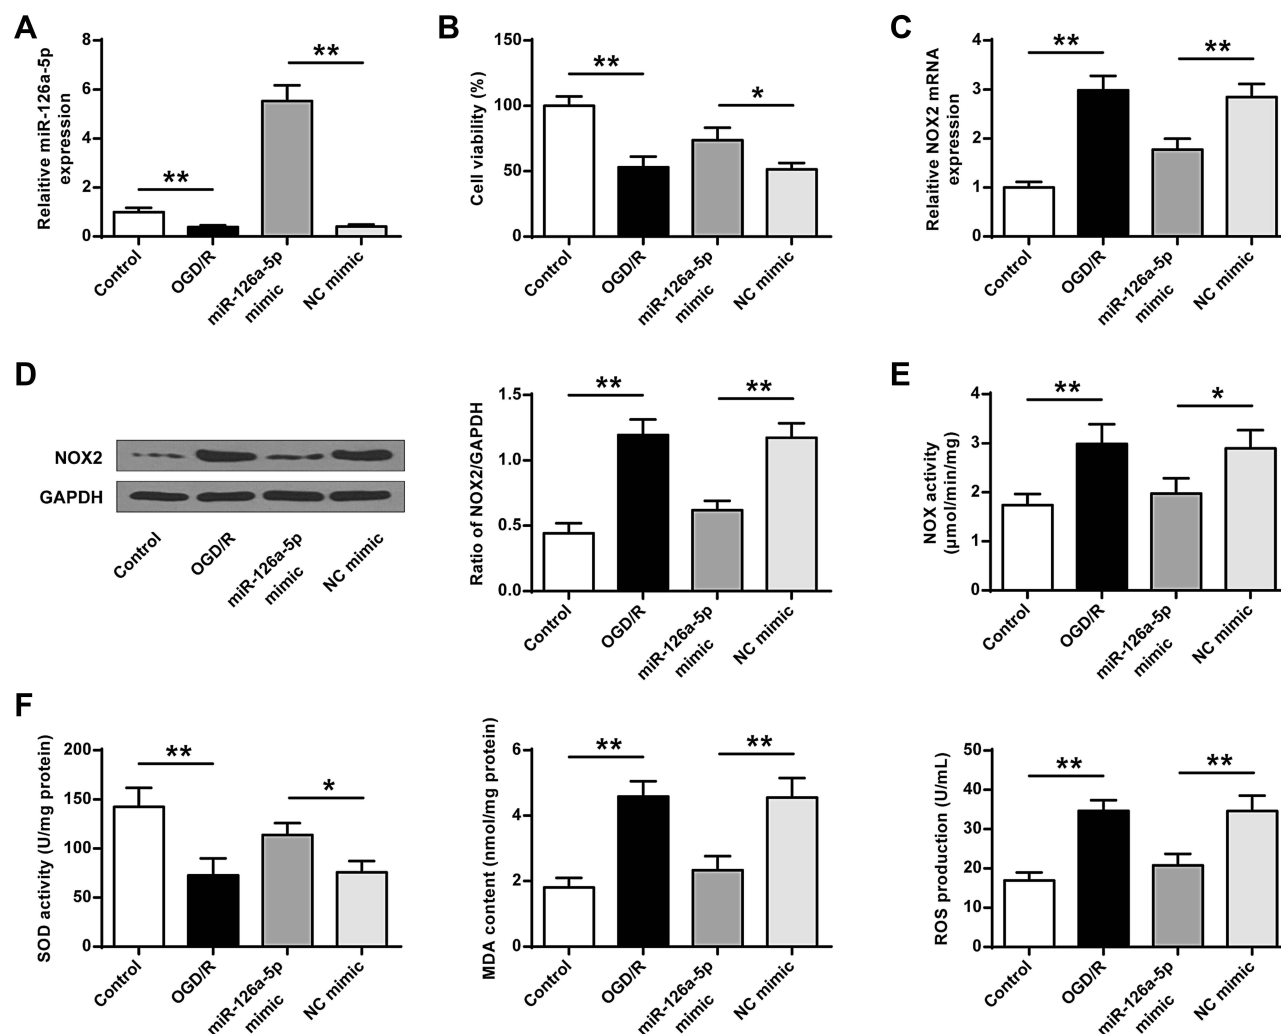 A
Relaitive miR-126a-5p
expression
8
6
4
2
0
**
**
Control
OGD/R
miR-126a-5p
mimic
NC mimic
B
Cell viability (%)
150
100
50
0
**
*
Control
OGD/R
miR-126a-5p
mimic
NC mimic
C
Relaitive NOX2 mRNA
expression
4
3
2
1
0
**
**
Control
OGD/R
miR-126a-5p
mimic
NC mimic
D
NOX2
GAPDH
Control
OGD/R
miR-126a-5p
mimic
NC mimic
Ratio of NOX2/GAPDH
1.5
1.0
0.5
0.0
**
**
Control
OGD/R
miR-126a-5p
mimic
NC mimic
E
NOX activity
(μmol/min/mg)
4
3
2
1
0
**
*
Control
OGD/R
miR-126a-5p
mimic
NC mimic
F
SOD activity (U/mg protein)
200
150
100
50
0
**
*
Control
OGD/R
miR-126a-5p
mimic
NC mimic
MDA content (nmol/mg protein)
6
4
2
0
**
**
Control
OGD/R
miR-126a-5p
mimic
NC mimic
ROS production (U/mL)
50
40
30
20
10
0
**
**
Control
OGD/R
miR-126a-5p
mimic
NC mimic